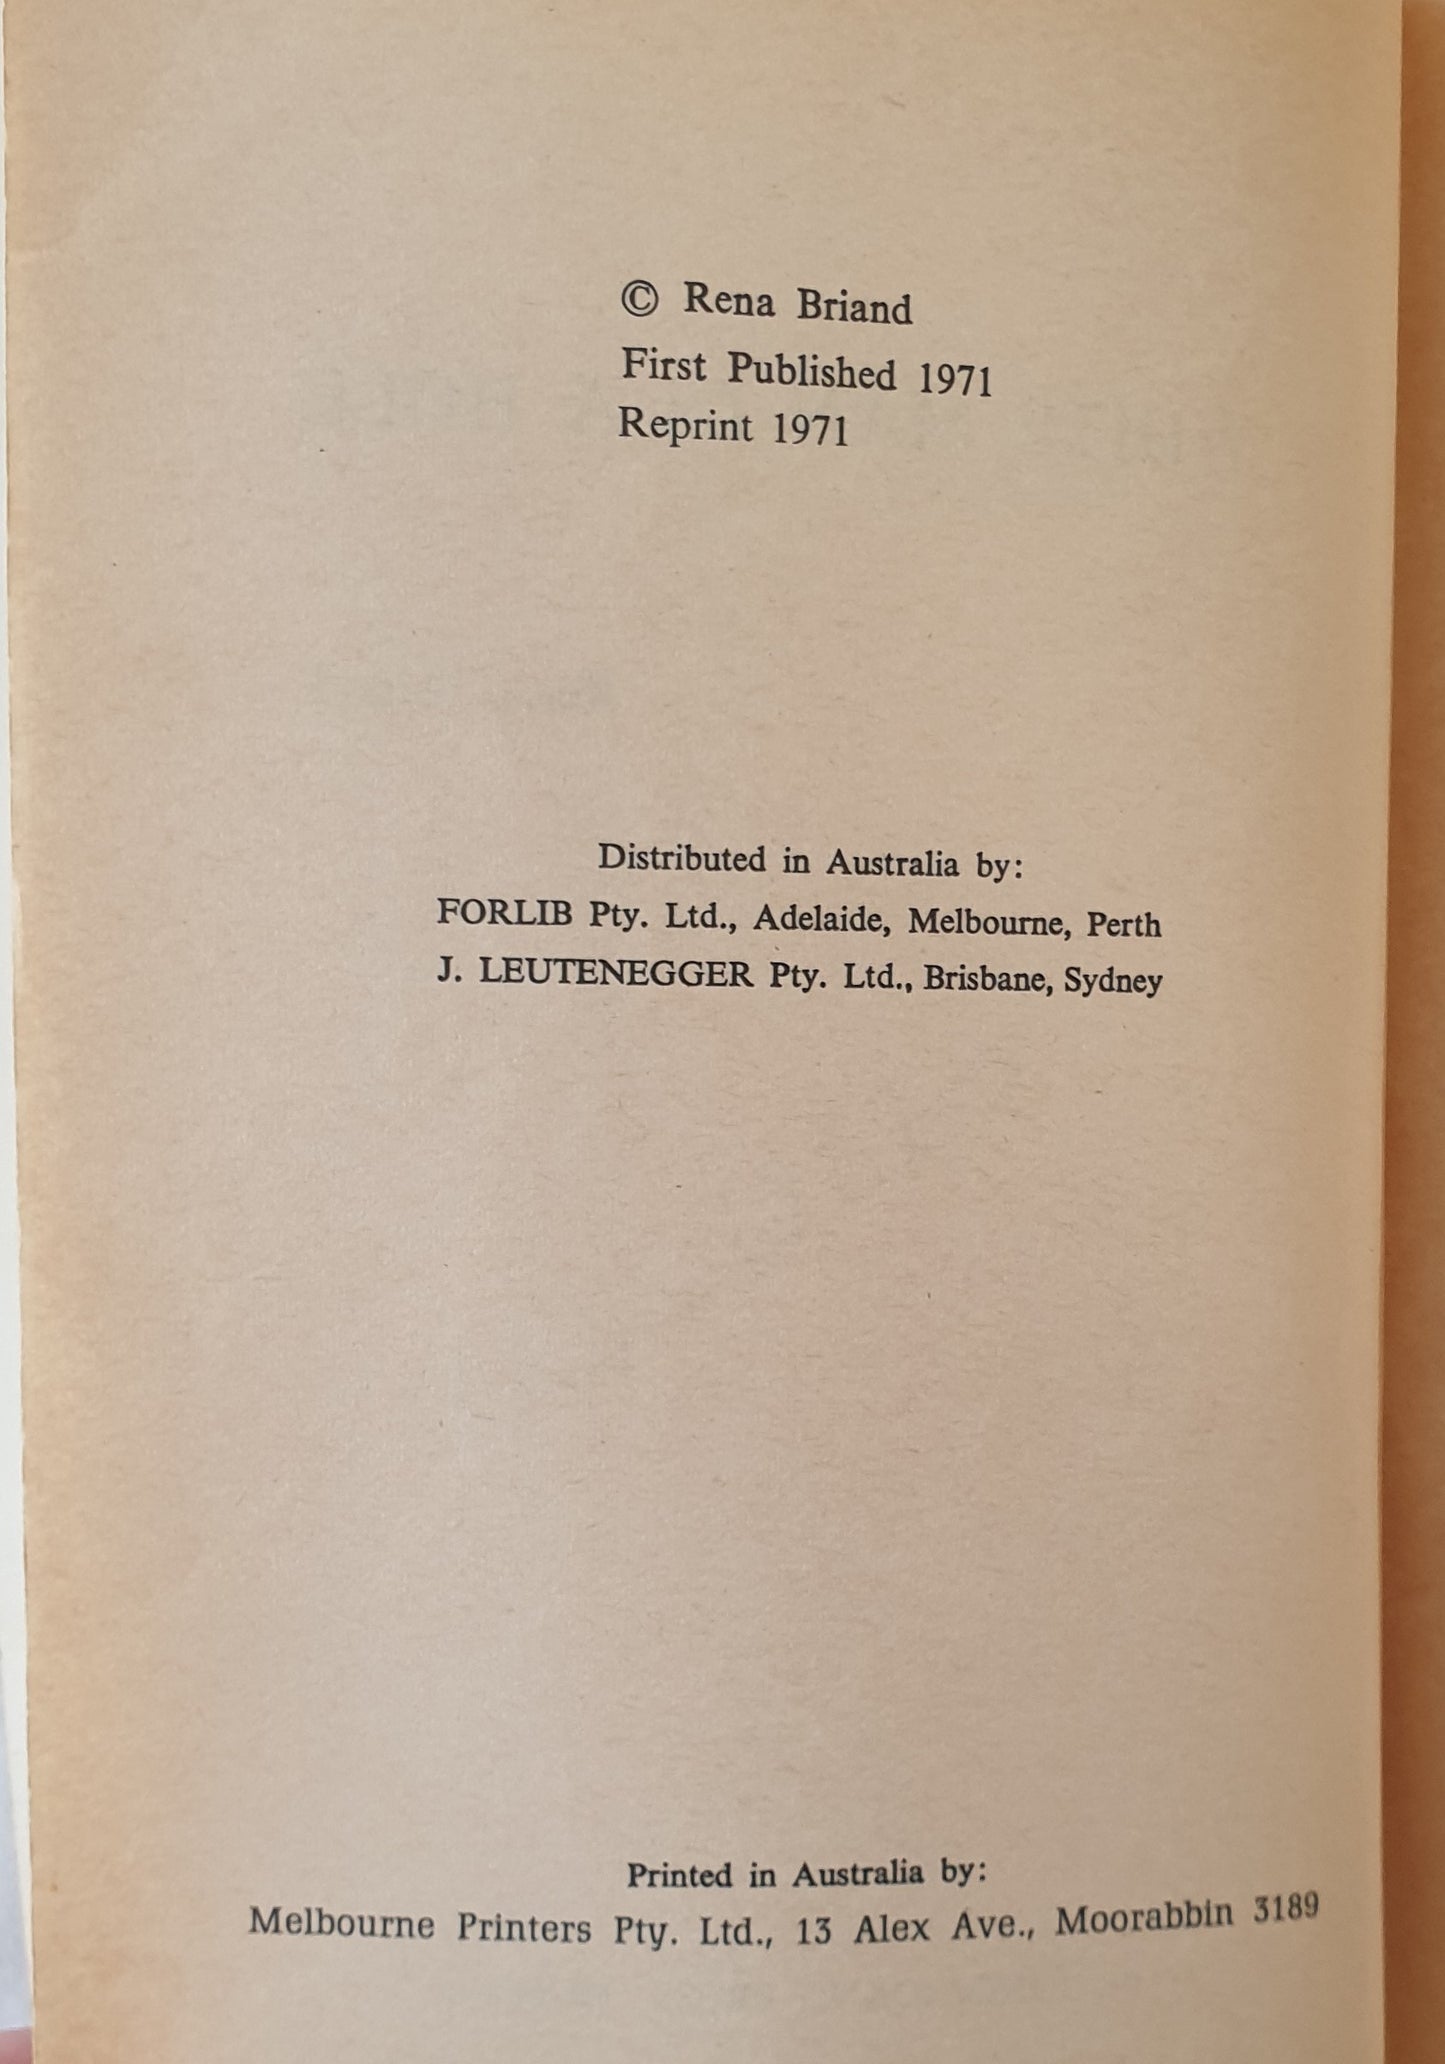 © Rena Briand
First Published 1971
Reprint 1971
Distributed in Australia by:
FORLIB Pty. Ltd., Adelaide, Melbourne, Perth
J. LEUTENEGGER Pty. Ltd., Brisbane, Sydney
Printed in Australia by:
Melbourne Printers Pty. Ltd., 13 Alex Ave., Moorabbin 3189